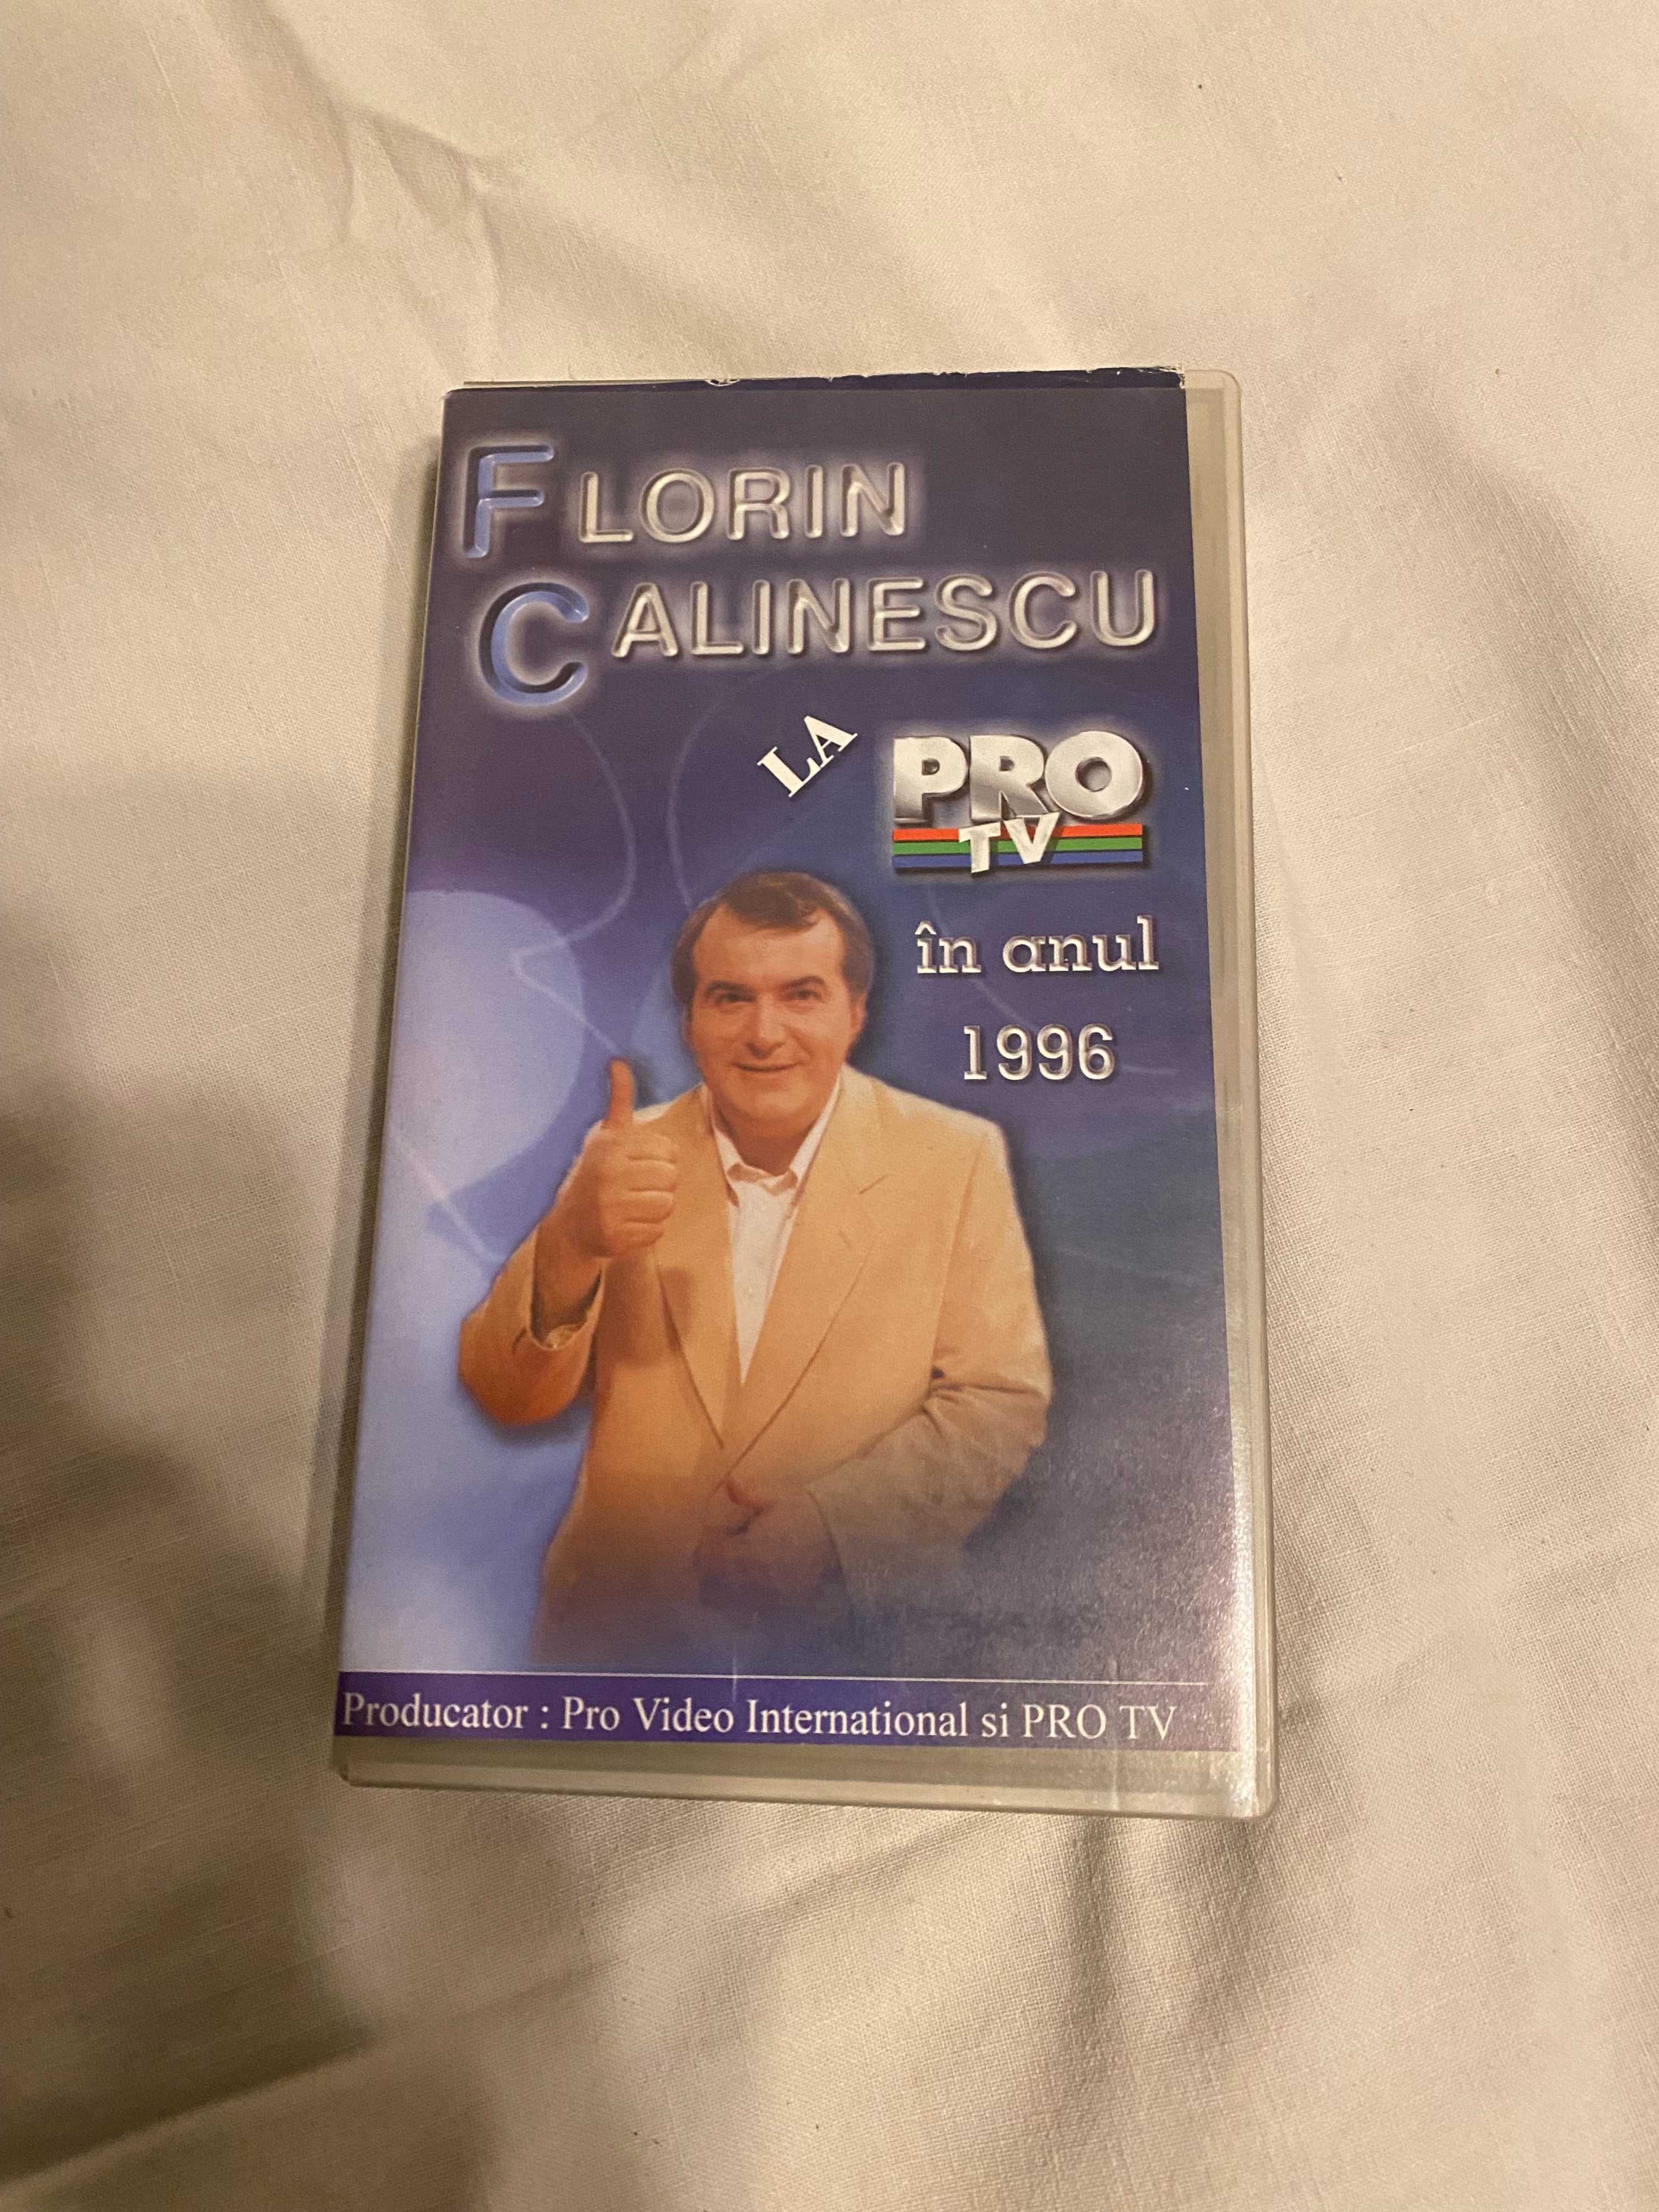 FLORIN
CALINESCU
LA
PRO
TV
în anul
1996
Producator : Pro Video International si PRO TV